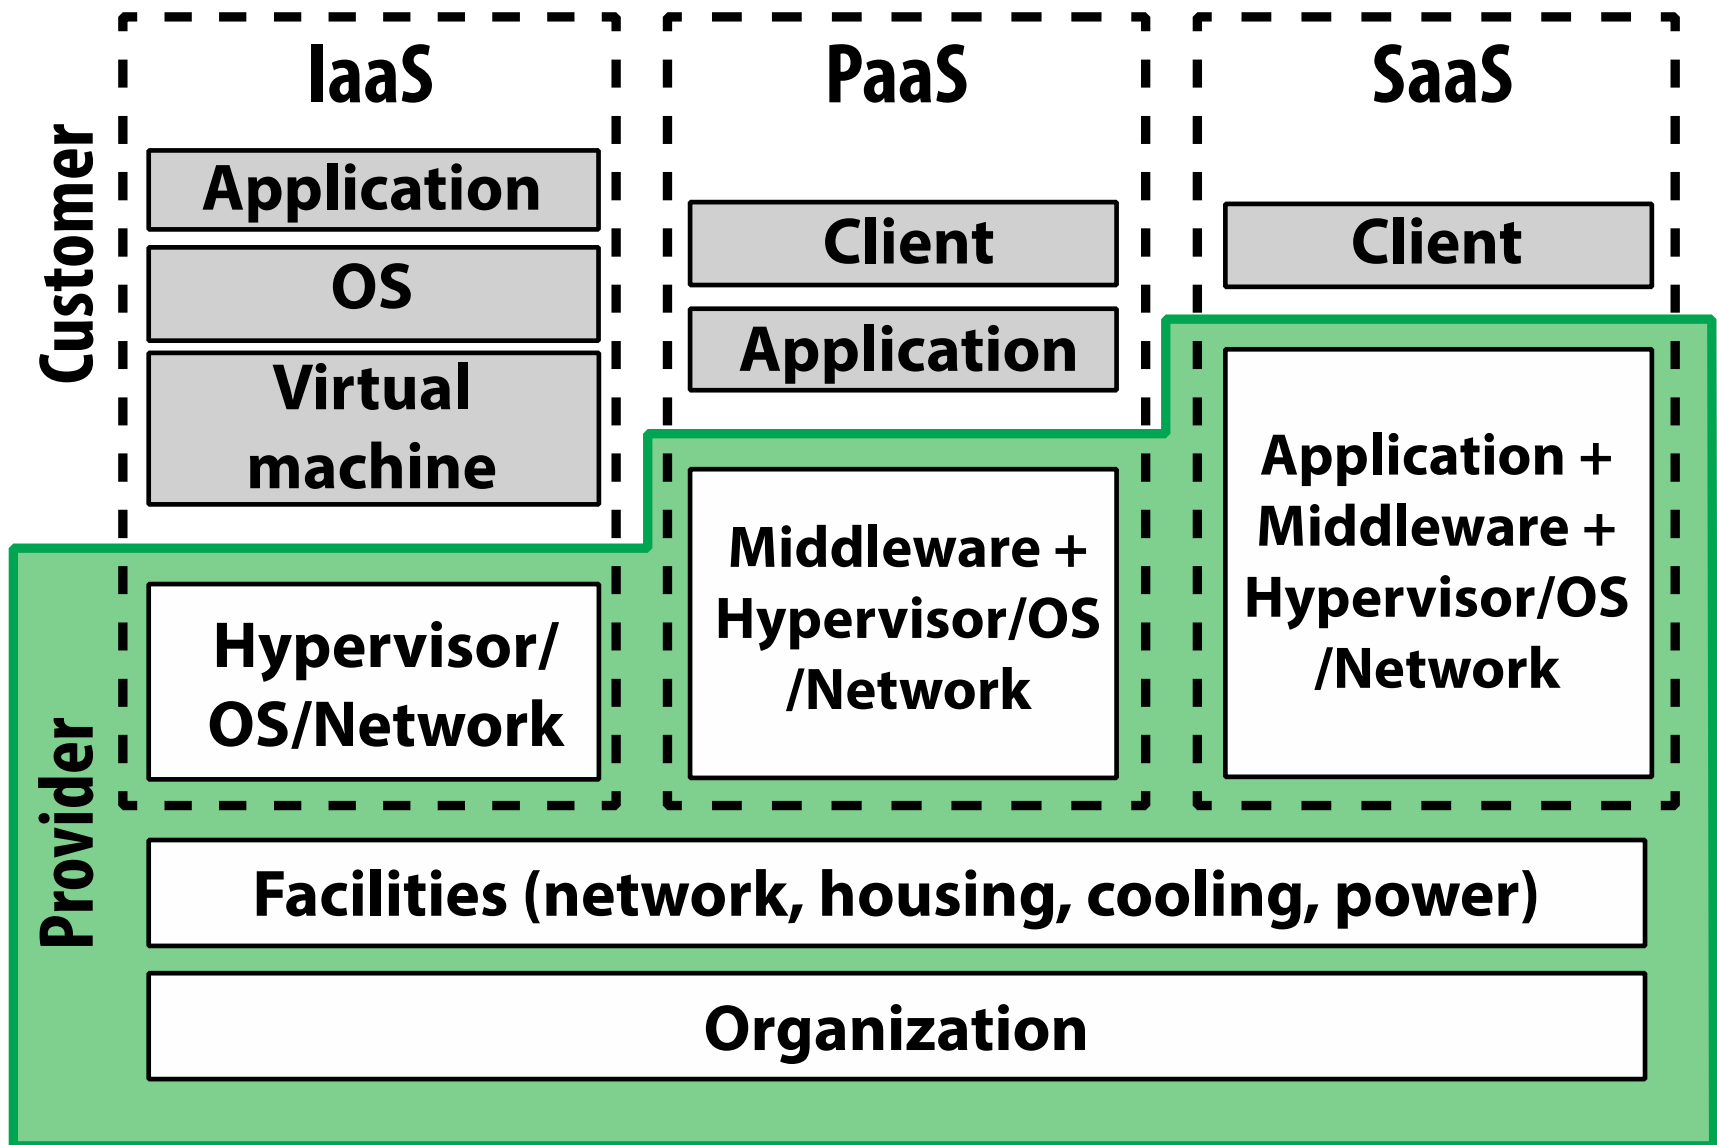 IaaS
PaaS
SaaS
Customer
Application
OS
Virtual
machine
Client
Application
Client
Provider
Hypervisor/
OS/Network
Middleware +
Hypervisor/OS
/Network
Application +
Middleware +
Hypervisor/OS
/Network
Facilities (network, housing, cooling, power)
Organization